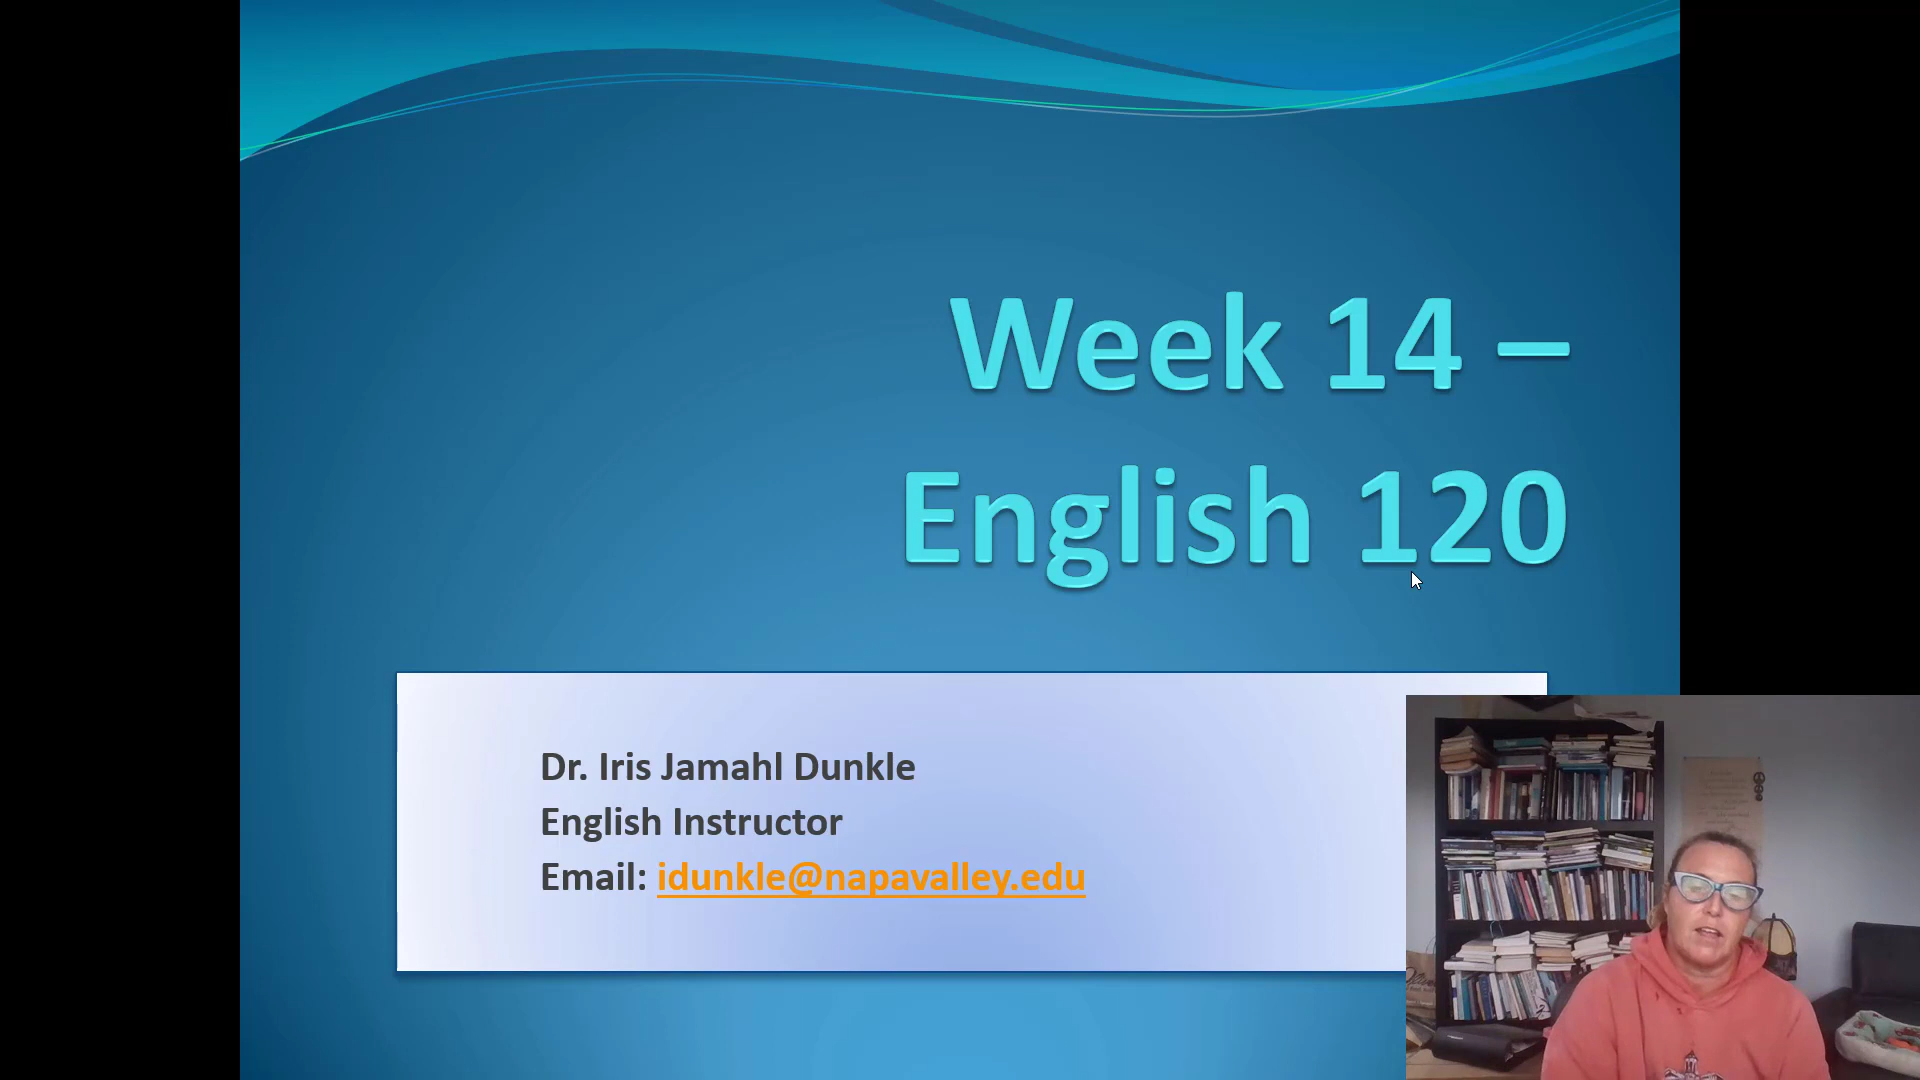 Week 14 –
English 120
Dr. Iris Jamahl Dunkle
English Instructor
Email: idunkle@napavalley.edu